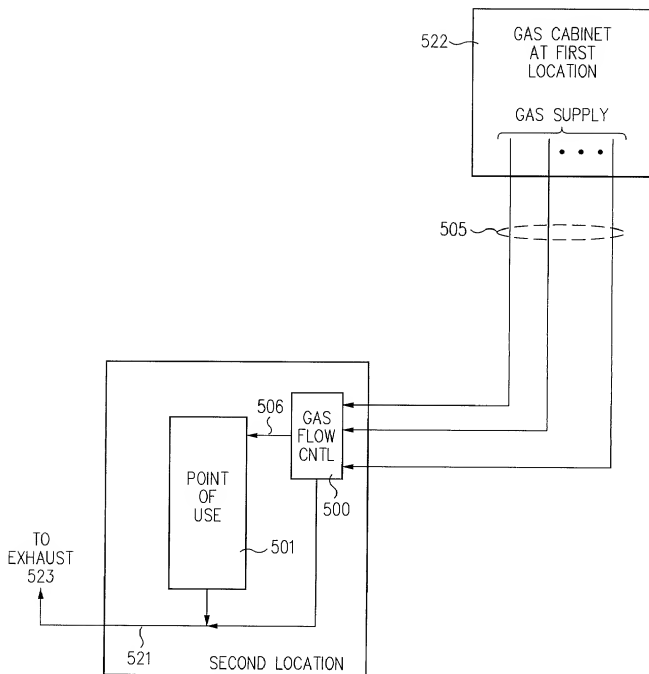 522
GAS CABINET
AT FIRST
LOCATION
GAS SUPPLY
505
506
GAS
FLOW
CNTL
500
POINT
OF
USE
501
TO
EXHAUST
523
521
SECOND LOCATION